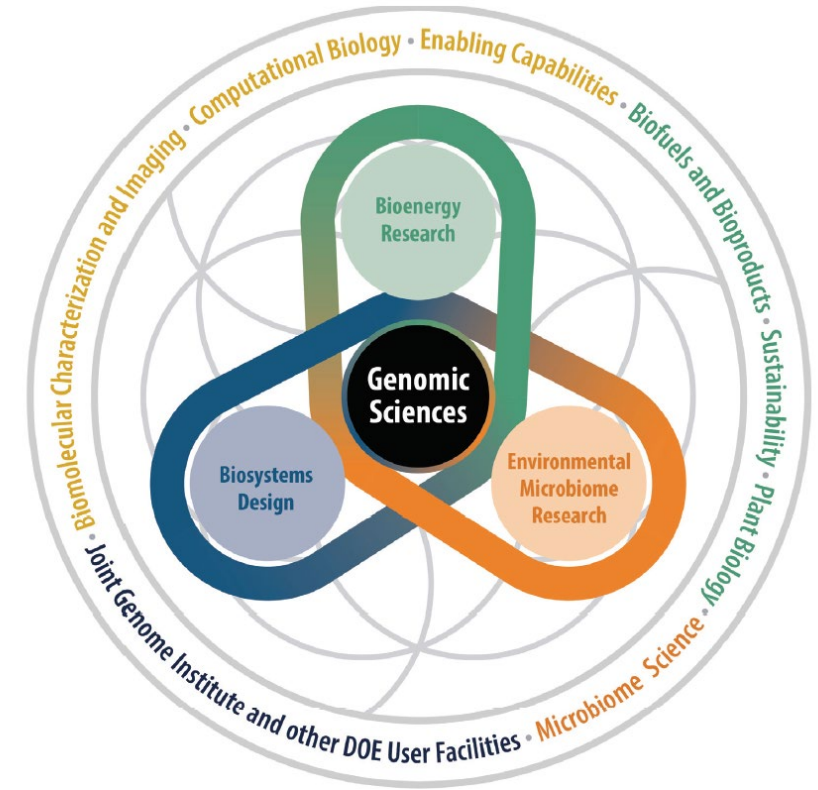 Biomolecular Characterization and Imaging • Computational Biology • Enabling Capabilities • Biofuels and Bioproducts • Sustainability • Plant Biology • Microbiome Science • Joint Genome Institute and other DOE User Facilities •
Bioenergy
Research
Genomic
Sciences
Biosystems
Design
Environmental
Microbiome
Research